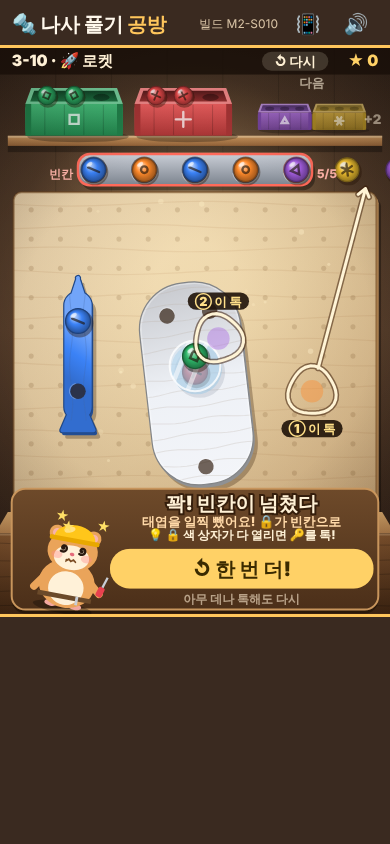 나사 풀기 공방
빌드 M2-S010
3-10 · 로켓
다시
★ 0
다음
+2
빈칸
5/5
② 이 톡
① 이 톡
꽉! 빈칸이 넘쳤다
태엽을 일찍 뺐어요! 🔒가 빈칸으로
💡 🔒 색 상자가 다 열리면 🔑를 톡!
한 번 더!
아무 데나 톡해도 다시